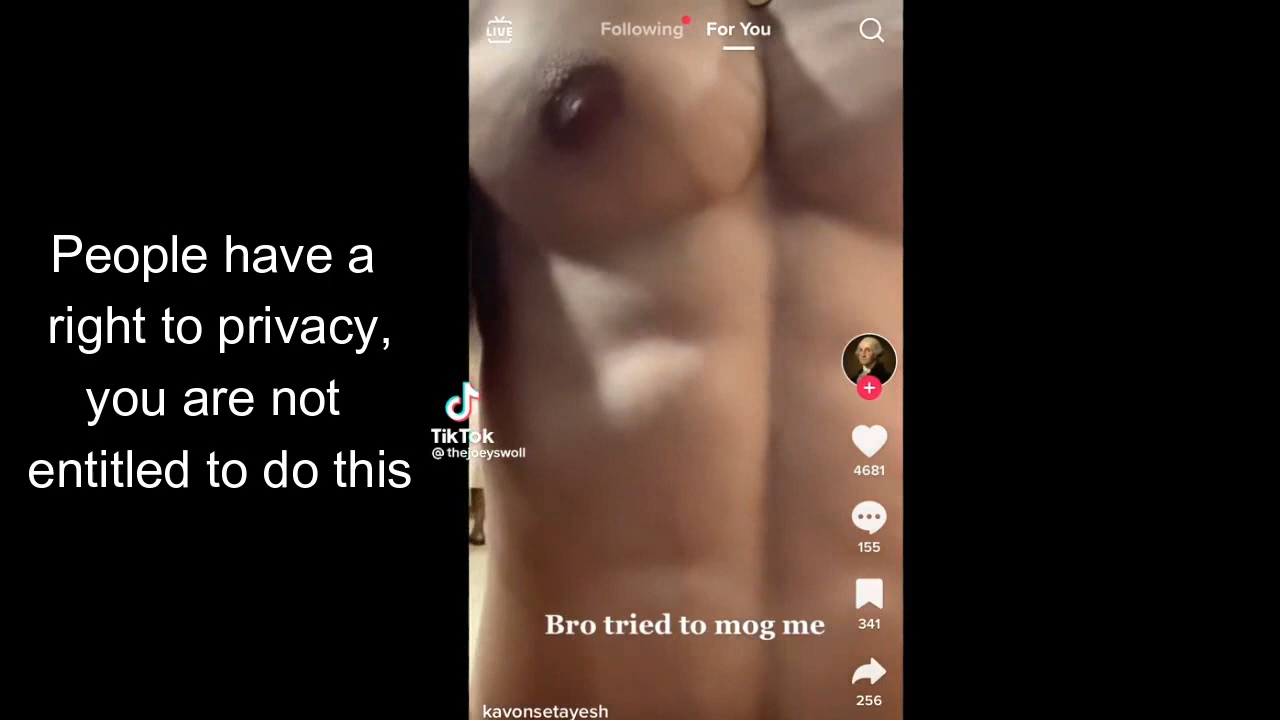 LIVE
Following
For You
People have a
right to privacy,
you are not
entitled to do this
TikTok
@thejoeyswoll
4681
155
341
256
Bro tried to mog me
kavonsetayesh